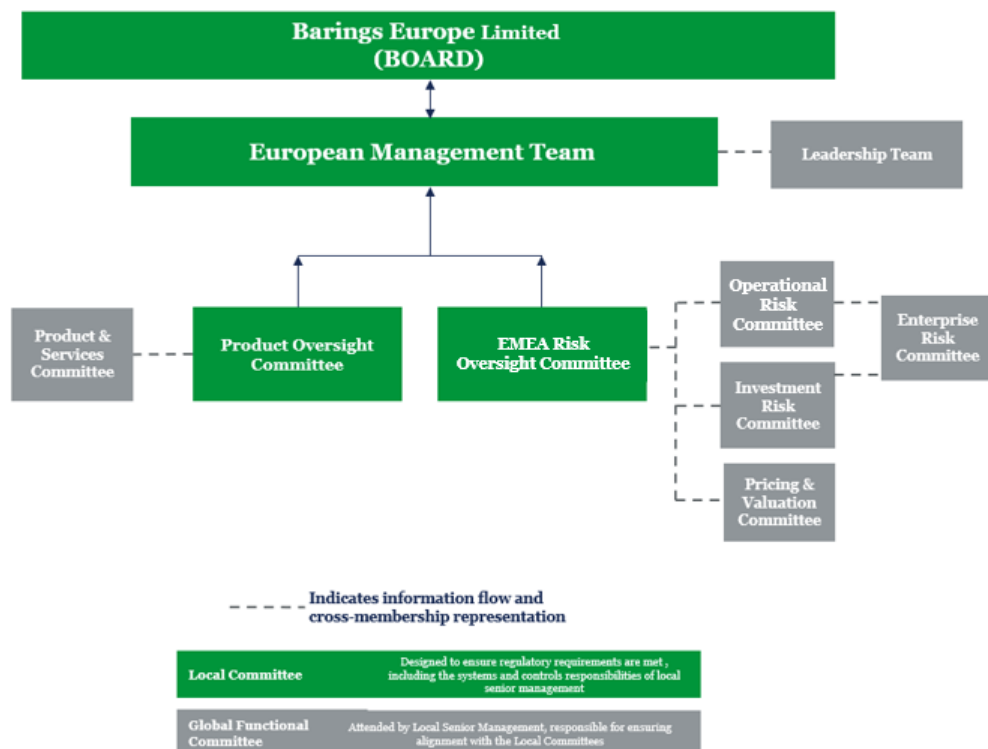 Barings Europe Limited
(BOARD)
European Management Team
Leadership Team
Product &
Services
Committee
Product Oversight
Committee
EMEA Risk
Oversight Committee
Operational
Risk
Committee
Enterprise
Risk
Committee
Investment
Risk
Committee
Pricing &
Valuation
Committee
Indicates information flow and
cross-membership representation
Local Committee
Designed to ensure regulatory requirements are met ,
including the systems and controls responsibilities of local
senior management
Global Functional
Committee
Attended by Local Senior Management, responsible for ensuring
alignment with the Local Committees